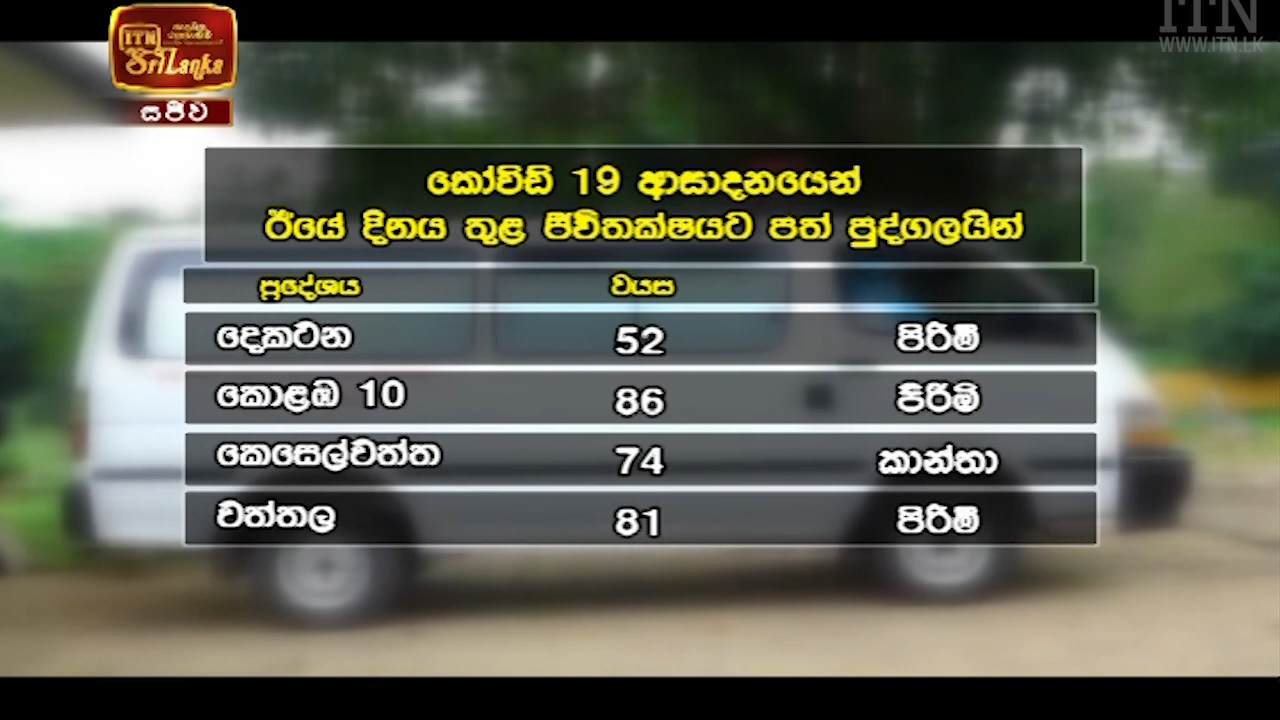 ITN
Sri Lanka
සජීව
ITN
WWW.ITN.LK
කෝවිඩ් 19 ආසාදනයෙන්
ඊයේ දිනය තුළ ජීවිතක්ෂයට පත් පුද්ගලයින්
ප්‍රදේශය වයස
දෙකටන 52 පිරිමි
කොළඹ 10 86 පිරිමි
කෙසෙල්වත්ත 74 කාන්තා
වත්තල 81 පිරිමි